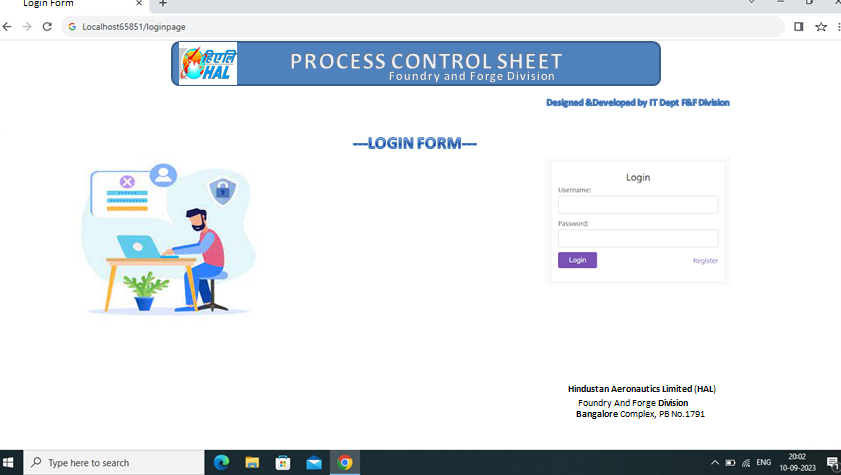 Login Form
Localhost65851/loginpage
हिएलि
HAL
PROCESS CONTROL SHEET
Foundry and Forge Division
Designed &Developed by IT Dept F&F Division
---LOGIN FORM---
Login
Username:
Password:
Login Register
Hindustan Aeronautics Limited (HAL)
Foundry And Forge Division
Bangalore Complex, PB No.1791
Type here to search
ENG
20:02
10-09-2023